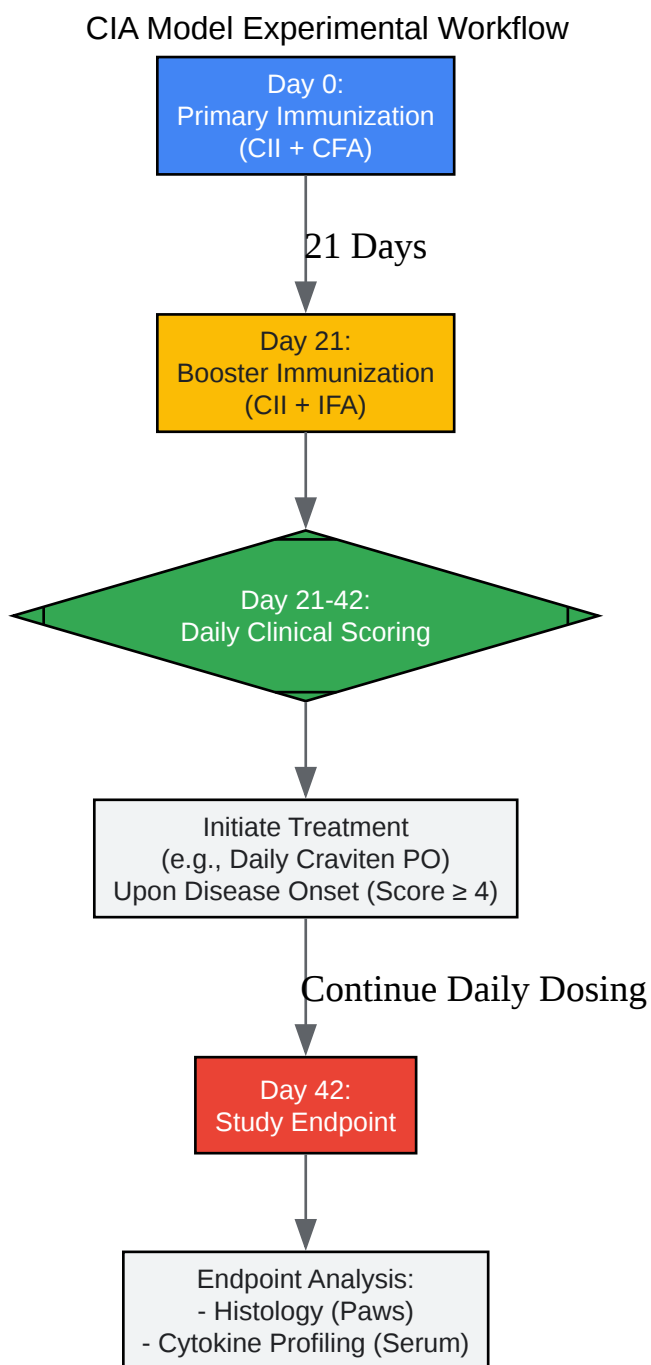 CIA Model Experimental Workflow
Day 0:
Primary Immunization
(CII + CFA)
21 Days
Day 21:
Booster Immunization
(CII + IFA)
Day 21-42:
Daily Clinical Scoring
Initiate Treatment
(e.g., Daily Craviten PO)
Upon Disease Onset (Score ≥ 4)
Continue Daily Dosing
Day 42:
Study Endpoint
Endpoint Analysis:
- Histology (Paws)
- Cytokine Profiling (Serum)